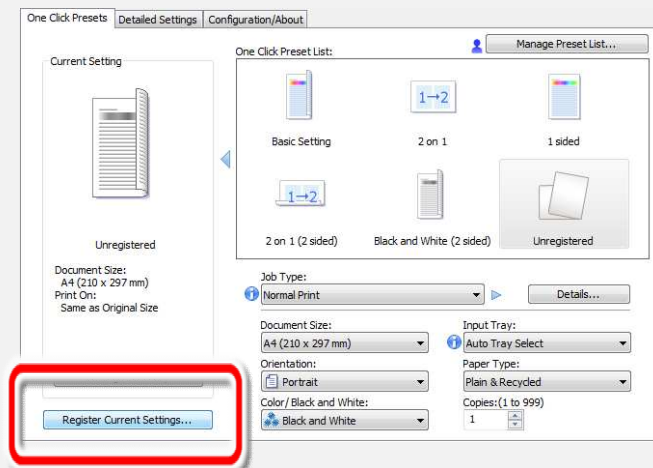 One Click Presets
Detailed Settings
Configuration/About
Current Setting
Unregistered
Document Size:
A4 (210 x 297 mm)
Print On:
Same as Original Size
Register Current Settings...
One Click Preset List:
Manage Preset List...
1→2
Basic Setting
2 on 1
1 sided
1→2
2 on 1 (2 sided)
Black and White (2 sided)
Unregistered
Job Type:
Normal Print
Details...
Document Size:
Input Tray:
A4 (210 x 297 mm)
Auto Tray Select
Orientation:
Paper Type:
Portrait
Plain & Recycled
Color/ Black and White:
Copies:(1 to 999)
Black and White
1